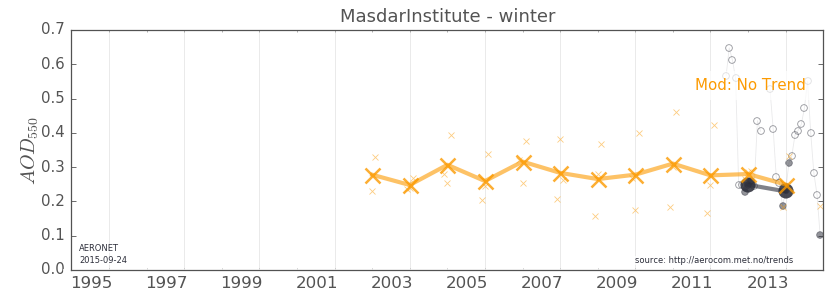 MasdarInstitute - winter
0.7
0.6
0.5
0.4
0.3
0.2
0.1
0.0
AOD550
Mod: No Trend
AERONET
2015-09-24
source: http://aerocom.met.no/trends
1995 1997 1999 2001 2003 2005 2007 2009 2011 2013